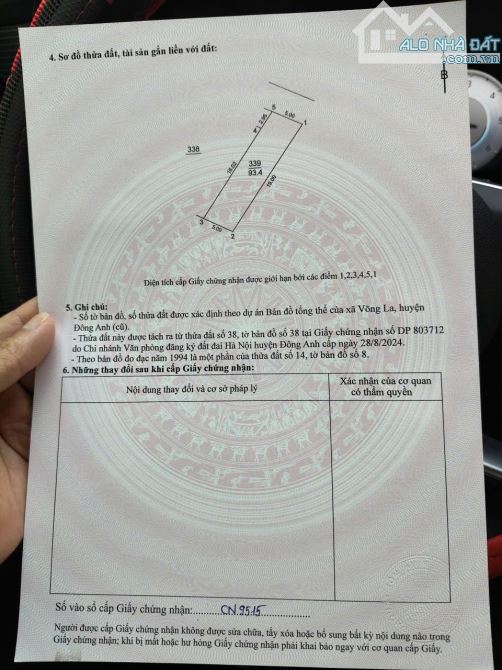 ALO NHÀ ĐẤT
.com.vn
4. Sơ đồ thửa đất, tài sản gắn liền với đất:
B
5
5.00
1
2.95
4
338
339
93.4
16.02
19.00
3
5.00
2
Diện tích cấp Giấy chứng nhận được giới hạn bởi các điểm 1,2,3,4,5,1
5. Ghi chú:
- Số tờ bản đồ, số thửa đất được xác định theo dự án Bản đồ tổng thể của xã Võng La, huyện
Đông Anh (cũ).
- Thửa đất này được tách ra từ thửa đất số 38, tờ bản đồ số 38 tại Giấy chứng nhận số DP 803712
do Chi nhánh Văn phòng đăng ký đất đai Hà Nội huyện Đông Anh cấp ngày 28/8/2024.
- Theo bản đồ đo đạc năm 1994 là một phần của thửa đất số 14, tờ bản đồ số 8.
6. Những thay đổi sau khi cấp Giấy chứng nhận:
Nội dung thay đổi và cơ sở pháp lý
Xác nhận của cơ quan
có thẩm quyền
Số vào sổ cấp Giấy chứng nhận:.......... CN.9515..................
Người được cấp Giấy chứng nhận không được sửa chữa, tẩy xóa hoặc bổ sung bất kỳ nội dung nào trong
Giấy chứng nhận; khi bị mất hoặc hư hỏng Giấy chứng nhận phải khai báo ngay với cơ quan cấp Giấy.